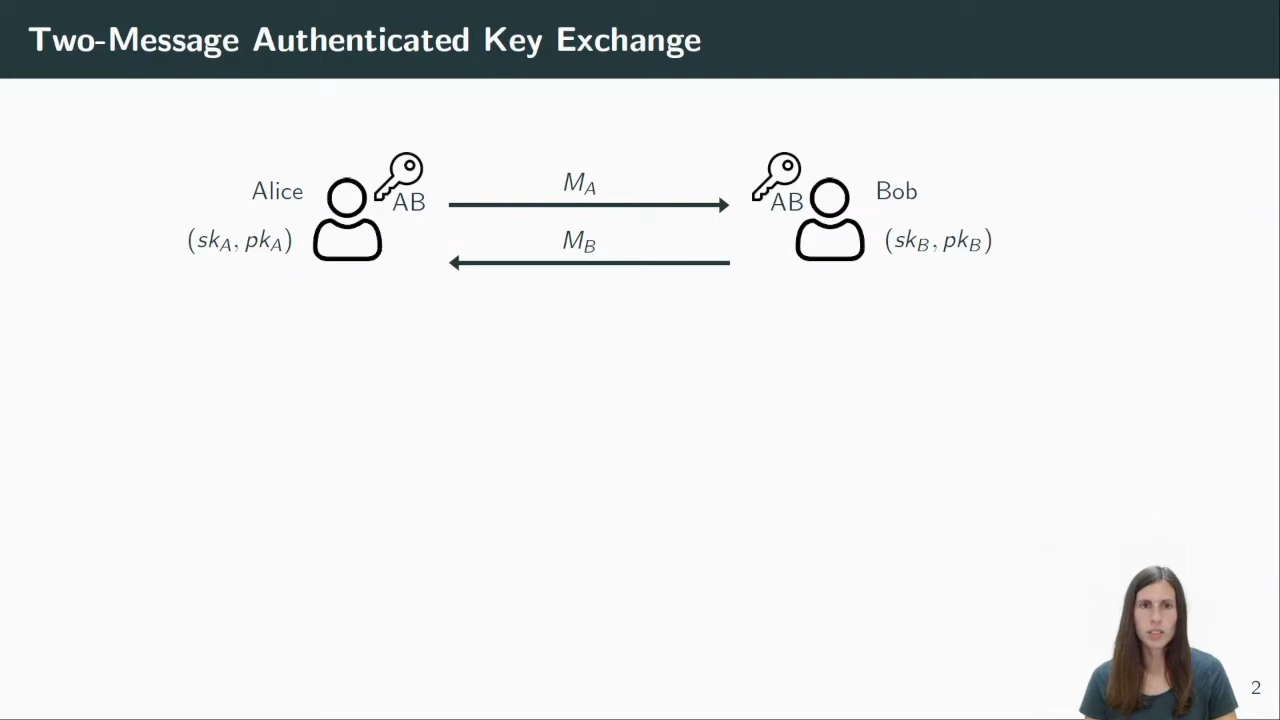 Two-Message Authenticated Key Exchange
Alice
AB
M_A
AB
Bob
(sk_A, pk_A)
M_B
(sk_B, pk_B)
2